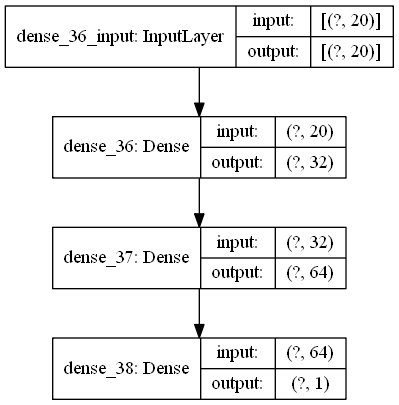 dense_36_input: InputLayer
input: [(?, 20)]
output: [(?, 20)]
dense_36: Dense
input: (?, 20)
output: (?, 32)
dense_37: Dense
input: (?, 32)
output: (?, 64)
dense_38: Dense
input: (?, 64)
output: (?, 1)